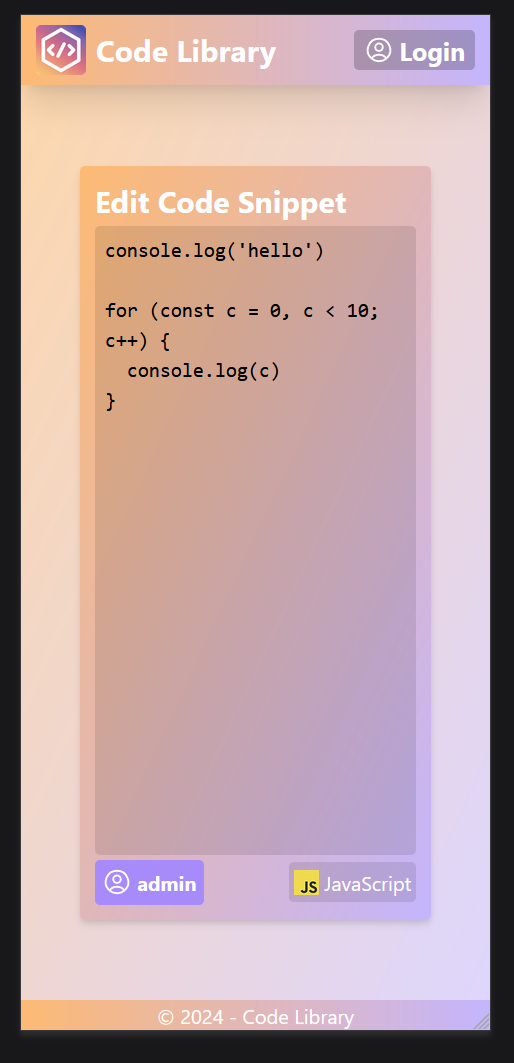 </> Code Library
Login
Edit Code Snippet
console.log('hello')
for (const c = 0, c < 10;
c++) {
  console.log(c)
}
admin
JS JavaScript
© 2024 - Code Library